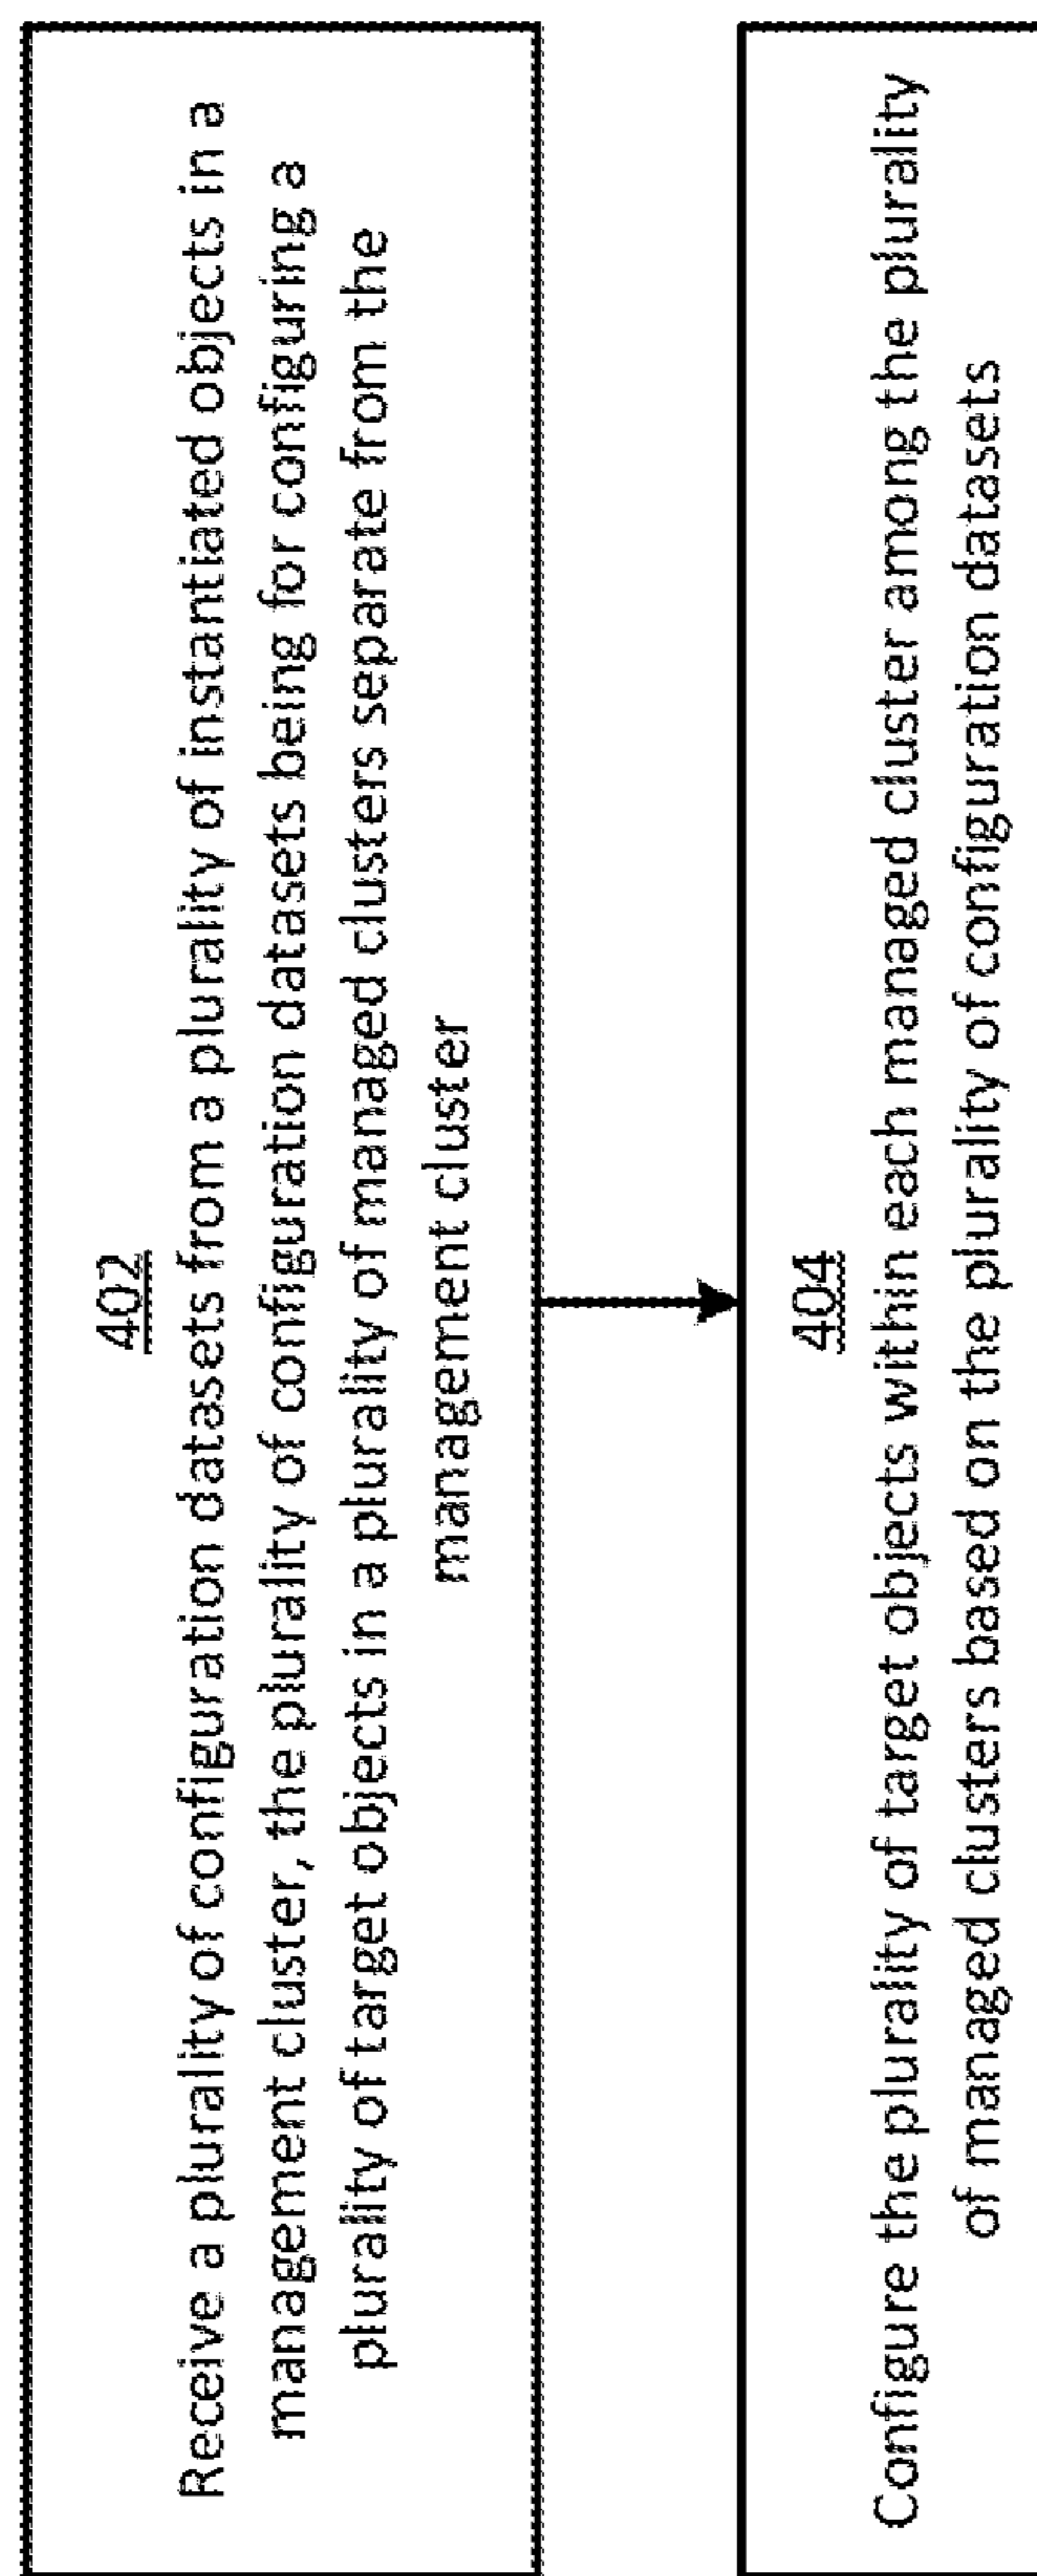 402
Receive a plurality of configuration datasets from a plurality of instantiated objects in a
management cluster, the plurality of configuration datasets being for configuring a
plurality of target objects in a plurality of managed clusters separate from the
management cluster
404
Configure the plurality of target objects within each managed cluster among the plurality
of managed clusters based on the plurality of configuration datasets